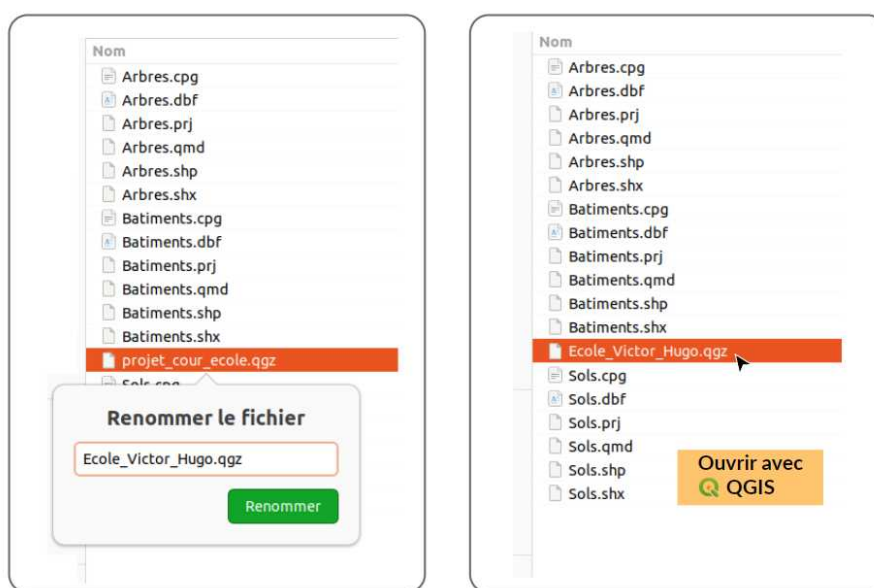 Nom
Arbres.cpg
Arbres.dbf
Arbres.prj
Arbres.qmd
Arbres.shp
Arbres.shx
Batiments.cpg
Batiments.dbf
Batiments.prj
Batiments.qmd
Batiments.shp
Batiments.shx
projet_cour_ecole.qgz
Sols.cpg
Renommer le fichier
Ecole_Victor_Hugo.qgz
Renommer
Nom
Arbres.cpg
Arbres.dbf
Arbres.prj
Arbres.qmd
Arbres.shp
Arbres.shx
Batiments.cpg
Batiments.dbf
Batiments.prj
Batiments.qmd
Batiments.shp
Batiments.shx
Ecole_Victor_Hugo.qgz
Sols.cpg
Sols.dbf
Sols.prj
Sols.qmd
Sols.shp
Sols.shx
Ouvrir avec
QGIS